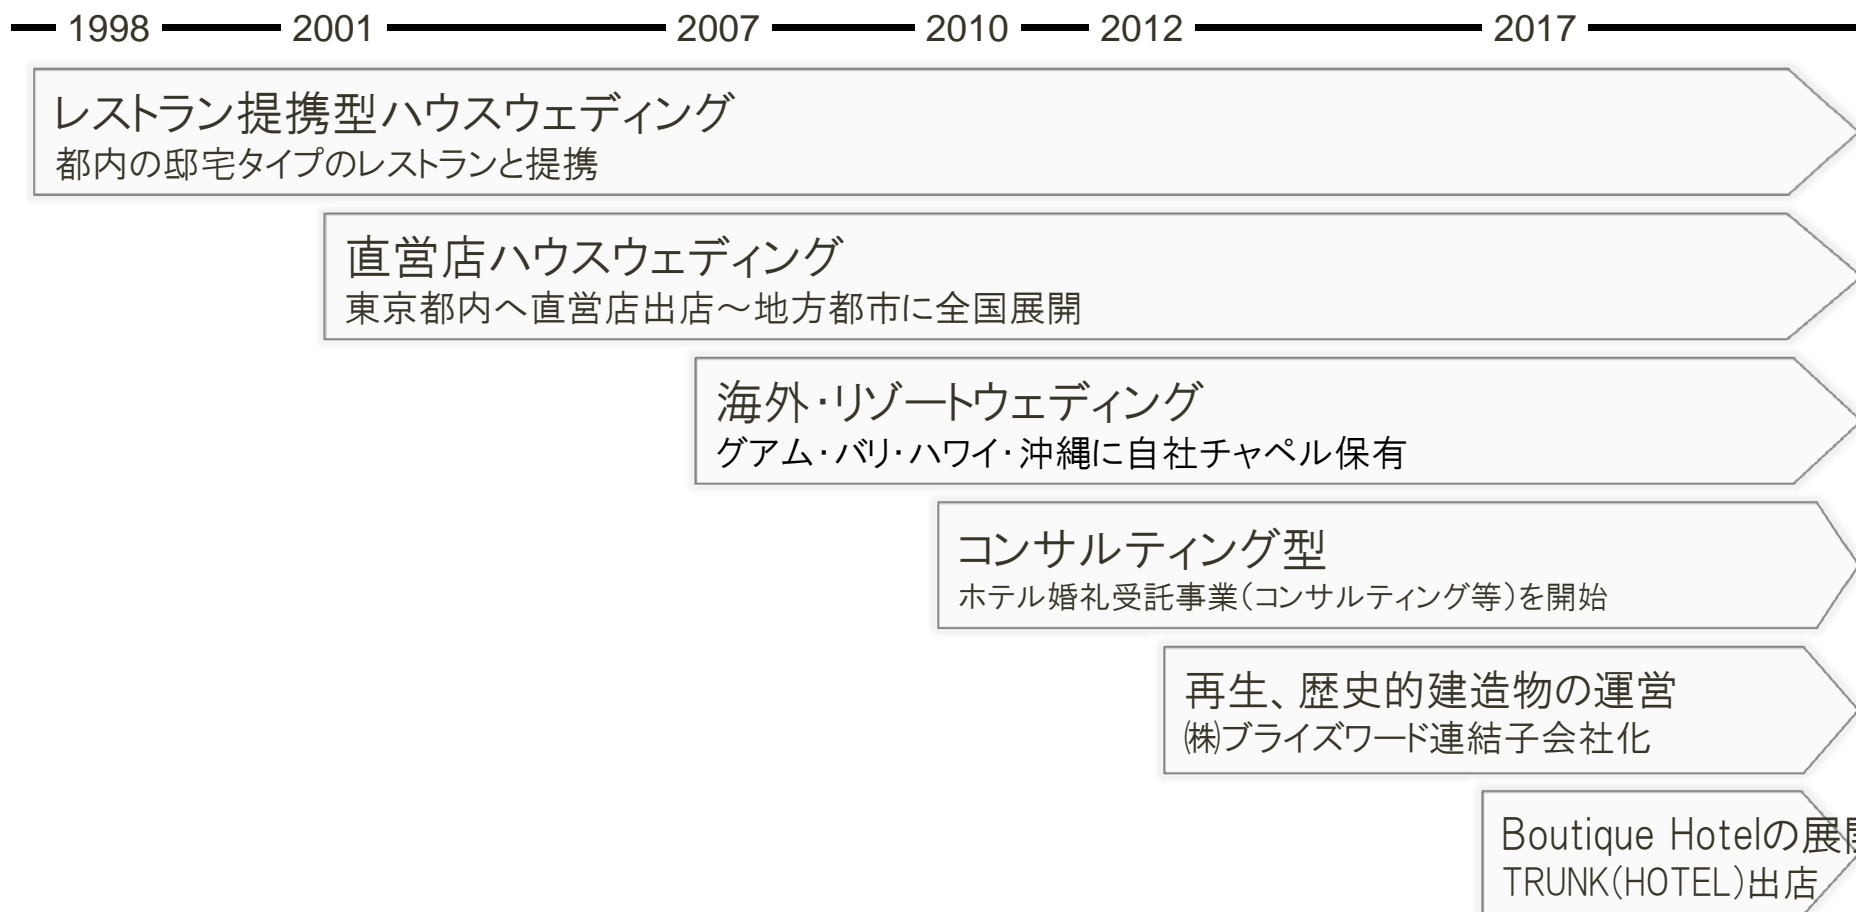 1998 2001 2007 2010 2012 2017
レストラン提携型ハウスウェディング
都内の邸宅タイプのレストランと提携
直営店ハウスウェディング
東京都内へ直営店出店～地方都市に全国展開
海外・リゾートウェディング
グアム・バリ・ハワイ・沖縄に自社チャペル保有
コンサルティング型
ホテル婚礼受託事業（コンサルティング等）を開始
再生、歴史的建造物の運営
㈱ブライズワード連結子会社化
Boutique Hotelの展
TRUNK(HOTEL)出店